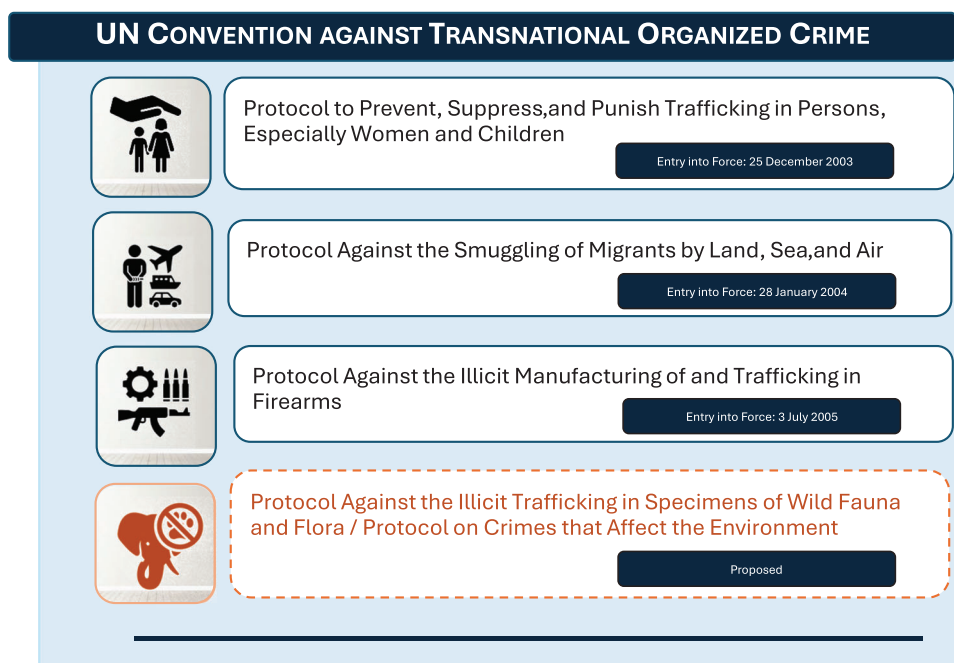 UN CONVENTION AGAINST TRANSNATIONAL ORGANIZED CRIME
Protocol to Prevent, Suppress,and Punish Trafficking in Persons,
Especially Women and Children
Entry into Force: 25 December 2003
Protocol Against the Smuggling of Migrants by Land, Sea,and Air
Entry into Force: 28 January 2004
Protocol Against the Illicit Manufacturing of and Trafficking in
Firearms
Entry into Force: 3 July 2005
Protocol Against the Illicit Trafficking in Specimens of Wild Fauna
and Flora / Protocol on Crimes that Affect the Environment
Proposed